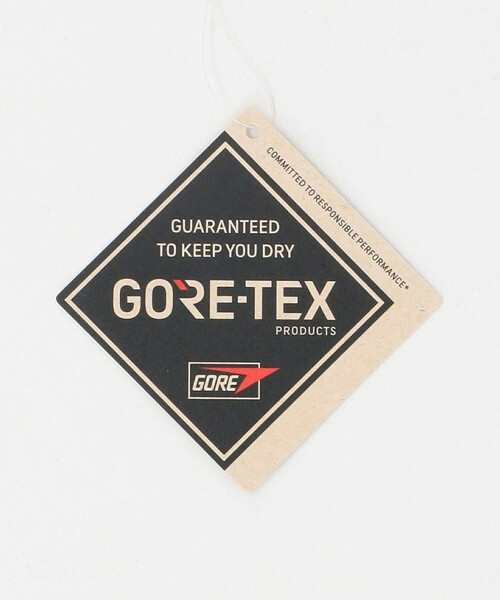 COMMITTED TO RESPONSIBLE PERFORMANCE*
GUARANTEED
TO KEEP YOU DRY
GORE-TEX
PRODUCTS
GORE